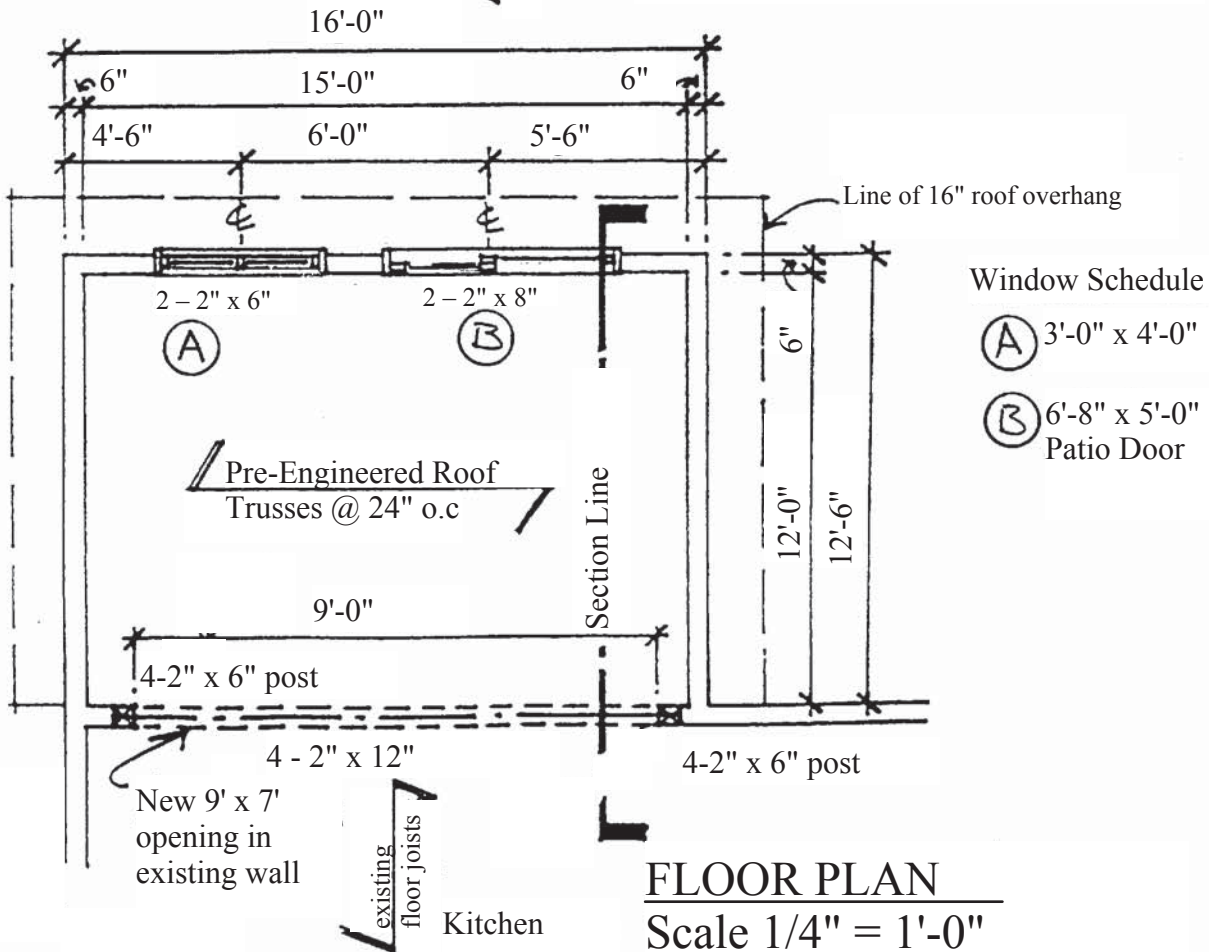 16'-0"
6"
15'-0"
6"
4'-6"
6'-0"
5'-6"
Line of 16" roof overhang
2 – 2" x 6"
2 – 2" x 8"
A
B
6"
12'-0"
12'-6"
Window Schedule
A 3'-0" x 4'-0"
B 6'-8" x 5'-0"
Patio Door
Pre-Engineered Roof
Trusses @ 24" o.c
Section Line
9'-0"
4-2" x 6" post
4 - 2" x 12"
4-2" x 6" post
New 9' x 7'
opening in
existing wall
existing
floor joists
Kitchen
FLOOR PLAN
Scale 1/4" = 1'-0"